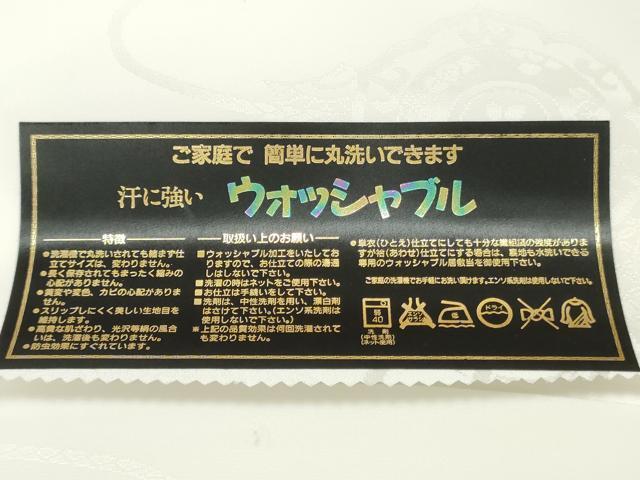 ご家庭で 簡単に丸洗いできます
汗に強い ウォッシャブル
特徴
●洗濯機で丸洗いされても縮まず仕
立てサイズは、変わりません。
●長く保存されてもまったく縮みの
心配がありません。
●黄変や変色、カビの心配がありま
せん。
●スリップしにくく美しい生地目を
維持します。
●高貴な肌ざわり、光沢等絹の風合
いは、洗濯後も変わりません。
●防虫効果にすぐれています。
取扱い上のお願い
■ウォッシャブル加工をいたして
おりますので、お仕立ての際の湯通
しはしないで下さい。
■洗濯の時はネットをご使用下さい。
■お仕立は手縫いをして下さい。
■洗剤は、中性洗剤を用い、漂白剤
はさけて下さい。(エンソ系洗剤は
使用しないで下さい。)
※上記の品質効果は何回洗濯されて
も変わりません。
●単衣(ひとえ)仕立てにしても十分な織組織の強度がありま
すが袷(あわせ)仕立てにする場合は、裏地も水洗いできる
専用のウォッシャブル居敷当を御使用下さい。
ご家庭の洗濯機でお手軽にお洗い頂けます。エンソ系洗剤は使用しないで下さい。
弱
40
エンソ
サラシ
低
ドライ
洗 剤
(中性洗剤)
(ネット使用)